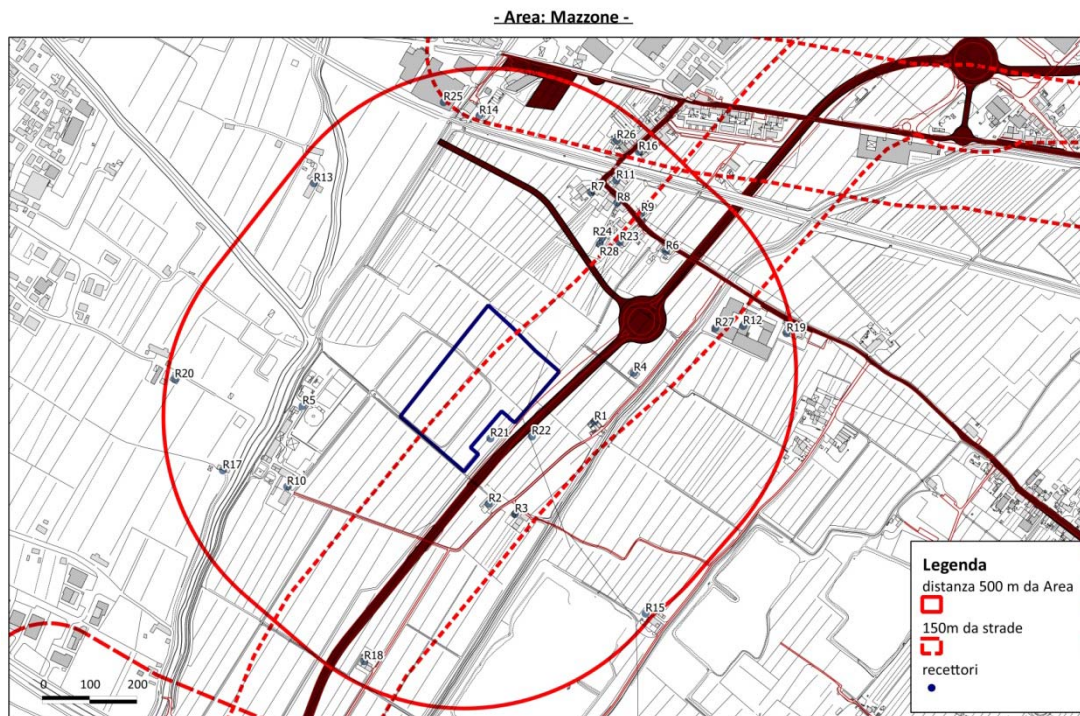 - Area: Mazzone -
R25
R14
R26
R16
R13
R11
R7
R8
R9
R24
R23
R28
R6
R27
R12
R19
R4
R20
R5
R1
R21
R22
R17
R10
R2
R3
R15
R18
Legenda
distanza 500 m da Area
150m da strade
recettori
0 100 200